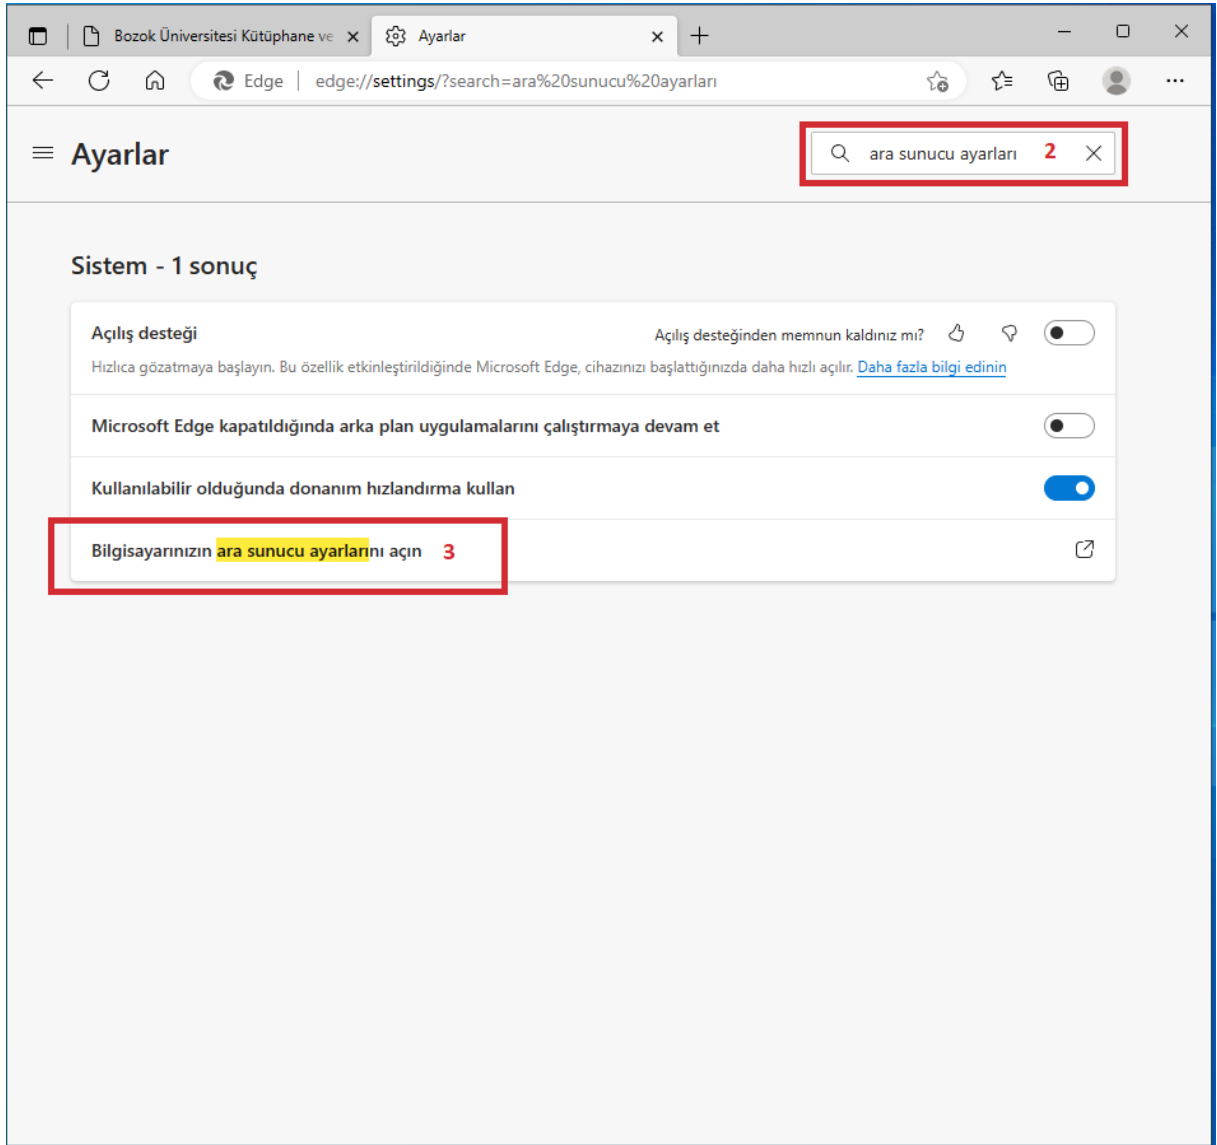 Bozok Üniversitesi Kütüphane ve
Ayarlar
Edge
edge://settings/?search=ara%20sunucu%20ayarları
Ayarlar
ara sunucu ayarları 2
Sistem - 1 sonuç
Açılış desteği
Açılış desteğinden memnun kaldınız mı?
Hızlıca gözatmaya başlayın. Bu özellik etkinleştirildiğinde Microsoft Edge, cihazınızı başlattığınızda daha hızlı açılır. Daha fazla bilgi edinin
Microsoft Edge kapatıldığında arka plan uygulamalarını çalıştırmaya devam et
Kullanılabilir olduğunda donanım hızlandırma kullan
Bilgisayarınızın ara sunucu ayarlarını açın 3